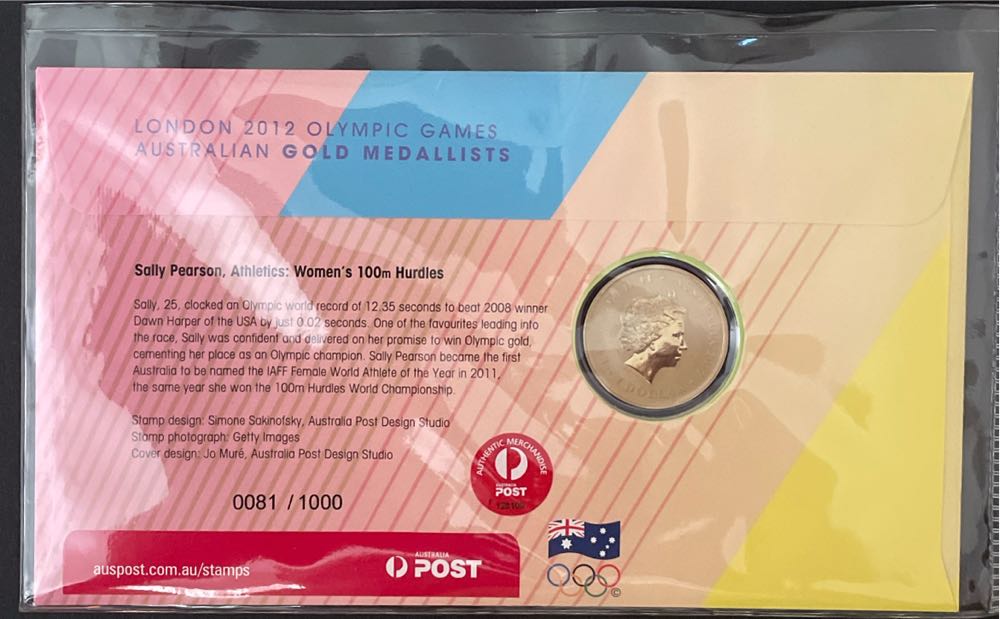 LONDON 2012 OLYMPIC GAMES
AUSTRALIAN GOLD MEDALLISTS
Sally Pearson, Athletics: Women's 100m Hurdles
Sally, 25, clocked an Olympic world record of 12.35 seconds to beat 2008 winner
Dawn Harper of the USA by just 0.02 seconds. One of the favourites leading into
the race, Sally was confident and delivered on her promise to win Olympic gold,
cementing her place as an Olympic champion. Sally Pearson became the first
Australia to be named the IAFF Female World Athlete of the Year in 2011,
the same year she won the 100m Hurdles World Championship.
Stamp design: Simone Sakinofsky, Australia Post Design Studio
Stamp photograph: Getty Images
Cover design: Jo Muré, Australia Post Design Studio
0081 / 1000
AUTHENTIC MERCHANDISE
AUSTRALIA
POST
auspost.com.au/stamps
AUSTRALIA
POST
©